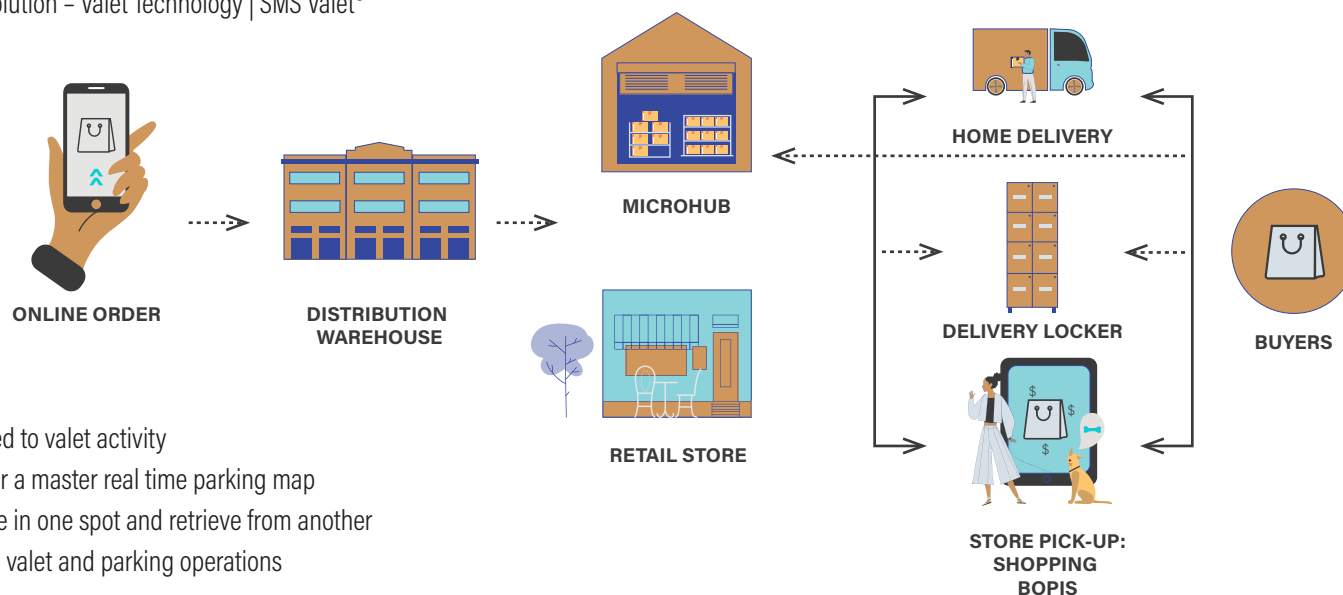 Valet Technology | SMS Valet®
HOME DELIVERY
MICROHUB
ONLINE ORDER
DISTRIBUTION
WAREHOUSE
DELIVERY LOCKER
BUYERS
to valet activity
a master real time parking map
in one spot and retrieve from another
valet and parking operations
RETAIL STORE
$
$
$
STORE PICK-UP:
SHOPPING
BOPIS